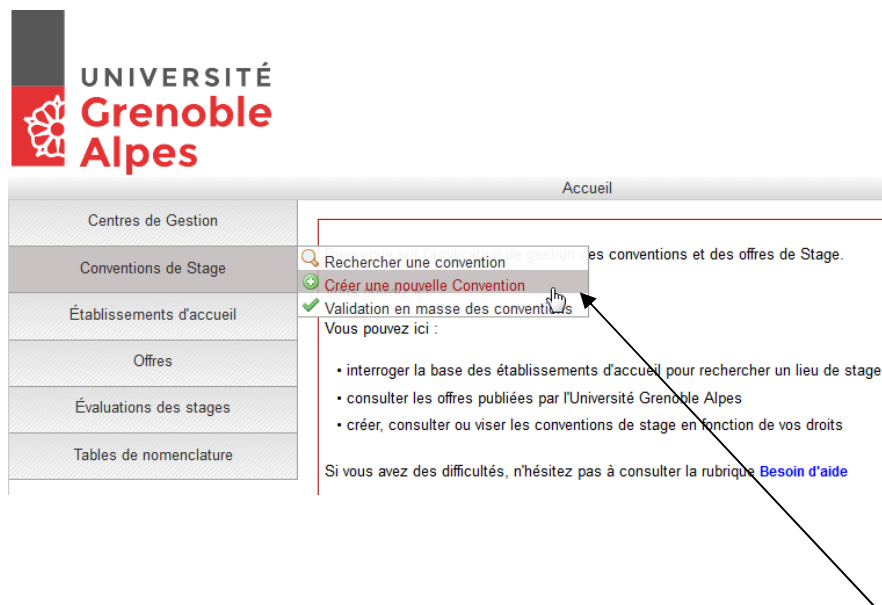 UNIVERSITÉ
Grenoble
Alpes
Accueil
Centres de Gestion
Conventions de Stage
Établissements d'accueil
Offres
Évaluations des stages
Tables de nomenclature
Rechercher une convention
Créer une nouvelle Convention
Validation en masse des conventions
de gestion des conventions et des offres de Stage.
Vous pouvez ici :
• interroger la base des établissements d'accueil pour rechercher un lieu de stage
• consulter les offres publiées par l'Université Grenoble Alpes
• créer, consulter ou viser les conventions de stage en fonction de vos droits
Si vous avez des difficultés, n'hésitez pas à consulter la rubrique Besoin d'aide